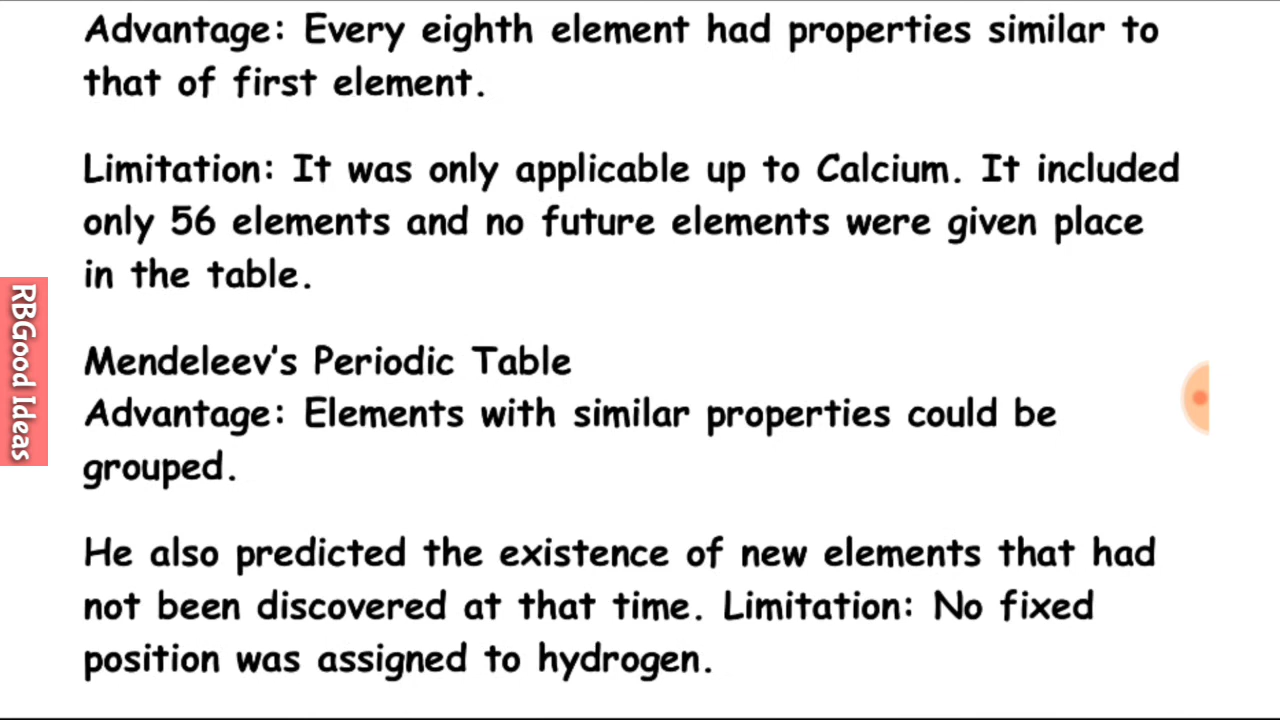 Advantage: Every eighth element had properties similar to
that of first element.
Limitation: It was only applicable up to Calcium. It included
only 56 elements and no future elements were given place
in the table.
Mendeleev's Periodic Table
Advantage: Elements with similar properties could be
grouped.
He also predicted the existence of new elements that had
not been discovered at that time. Limitation: No fixed
position was assigned to hydrogen.
RBGood Ideas